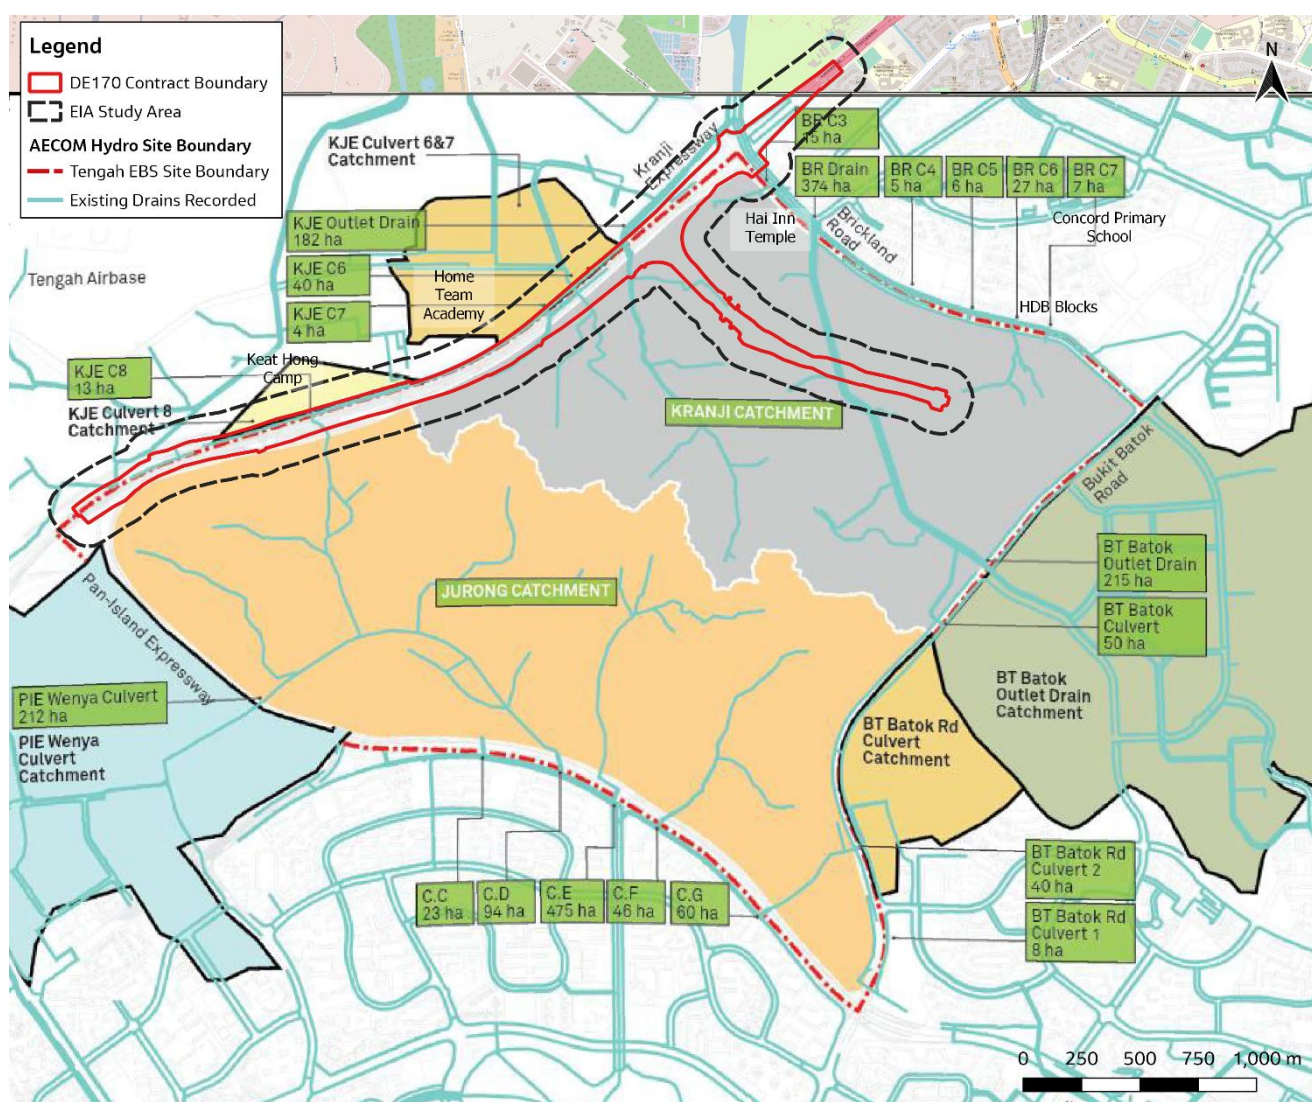 Legend
DE170 Contract Boundary
EIA Study Area
AECOM Hydro Site Boundary
Tengah EBS Site Boundary
Existing Drains Recorded
N
KJE Culvert 6&7
Catchment
Kranji
Expressway
BR C3
15 ha
BR Drain
374 ha
BR C4
5 ha
BR C5
6 ha
BR C6
27 ha
BR C7
7 ha
KJE Outlet Drain
182 ha
KJE C6
40 ha
KJE C7
4 ha
Home
Team
Academy
Hai Inn
Temple
Brickland
Road
Concord Primary
School
HDB Blocks
Tengah Airbase
Keat Hong
Camp
KJE C8
13 ha
KJE Culvert 8
Catchment
KRANJI CATCHMENT
Bukit Batok
Road
BT Batok
Outlet Drain
215 ha
BT Batok
Culvert
50 ha
JURONG CATCHMENT
Pan-Island Expressway
PIE Wenya Culvert
212 ha
PIE Wenya
Culvert
Catchment
BT Batok
Outlet Drain
Catchment
BT Batok Rd
Culvert
Catchment
C.C
23 ha
C.D
94 ha
C.E
475 ha
C.F
46 ha
C.G
60 ha
BT Batok Rd
Culvert 2
40 ha
BT Batok Rd
Culvert 1
8 ha
0 250 500 750 1,000 m